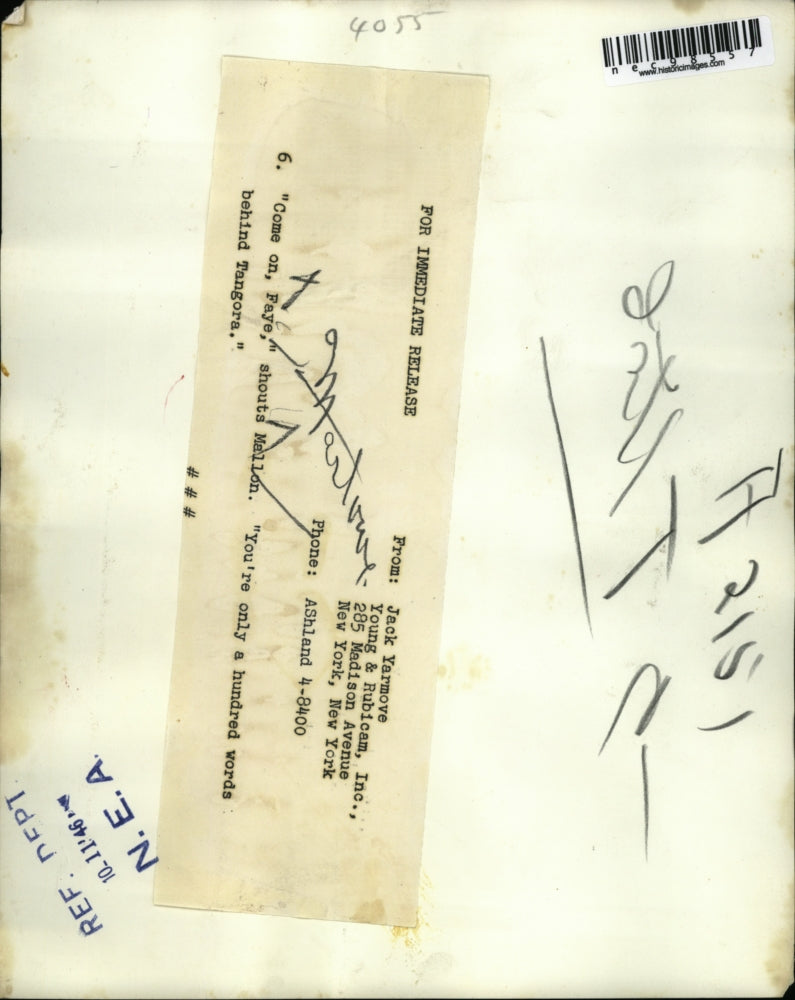 4055
nec98557
www.historicimages.com
FOR IMMEDIATE RELEASE
From: Jack Yarmove
Young & Rubicam, Inc.,
285 Madison Avenue
New York, New York
Phone: AShland 4-8400
6. "Come on, Faye," shouts Mallon. "You're only a hundred words
behind Tangora."
# # #
REF. DEPT.
10-11-46
N.E.A.